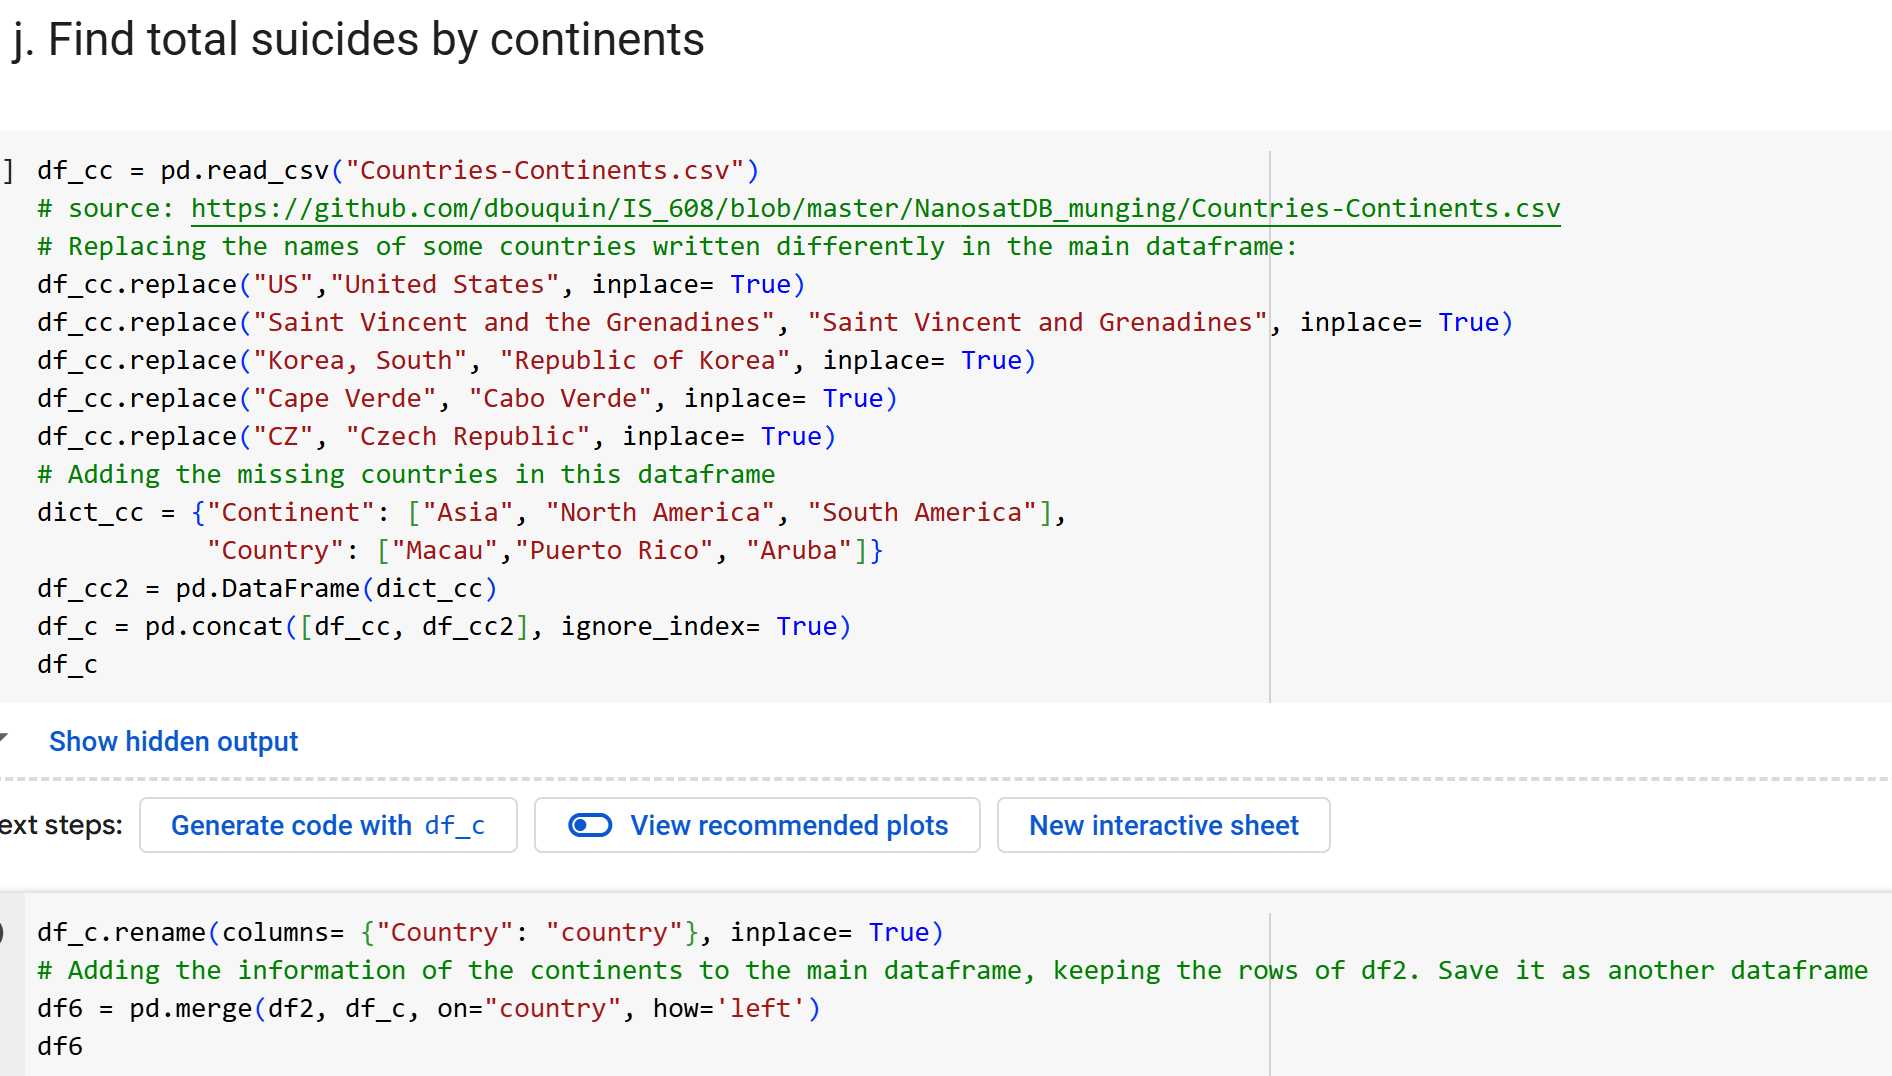 j. Find total suicides by continents
] df_cc = pd.read_csv("Countries-Continents.csv")
# source: https://github.com/dbouquin/IS_608/blob/master/NanosatDB_munging/Countries-Continents.csv
# Replacing the names of some countries written differently in the main dataframe:
df_cc.replace("US","United States", inplace= True)
df_cc.replace("Saint Vincent and the Grenadines", "Saint Vincent and Grenadines", inplace= True)
df_cc.replace("Korea, South", "Republic of Korea", inplace= True)
df_cc.replace("Cape Verde", "Cabo Verde", inplace= True)
df_cc.replace("CZ", "Czech Republic", inplace= True)
# Adding the missing countries in this dataframe
dict_cc = {"Continent": ["Asia", "North America", "South America"],
"Country": ["Macau","Puerto Rico", "Aruba"]}
df_cc2 = pd.DataFrame(dict_cc)
df_c = pd.concat([df_cc, df_cc2], ignore_index= True)
df_c
Show hidden output
ext steps: Generate code with df_c View recommended plots New interactive sheet
df_c.rename(columns= {"Country": "country"}, inplace= True)
# Adding the information of the continents to the main dataframe, keeping the rows of df2. Save it as another dataframe
df6 = pd.merge(df2, df_c, on="country", how='left')
df6